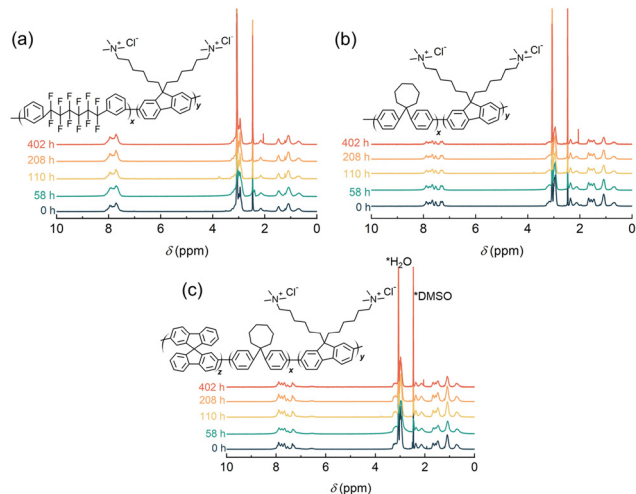 (a)
N+ Cl-
N+ Cl-
F F F F F F
F F F F F F
x
y
402 h
208 h
110 h
58 h
0 h
10 8 6 4 2 0
δ (ppm)
(b)
N+ Cl-
N+ Cl-
x
y
402 h
208 h
110 h
58 h
0 h
10 8 6 4 2 0
δ (ppm)
(c)
*H2O
*DMSO
N+ Cl-
N+ Cl-
z
x
y
402 h
208 h
110 h
58 h
0 h
10 8 6 4 2 0
δ (ppm)